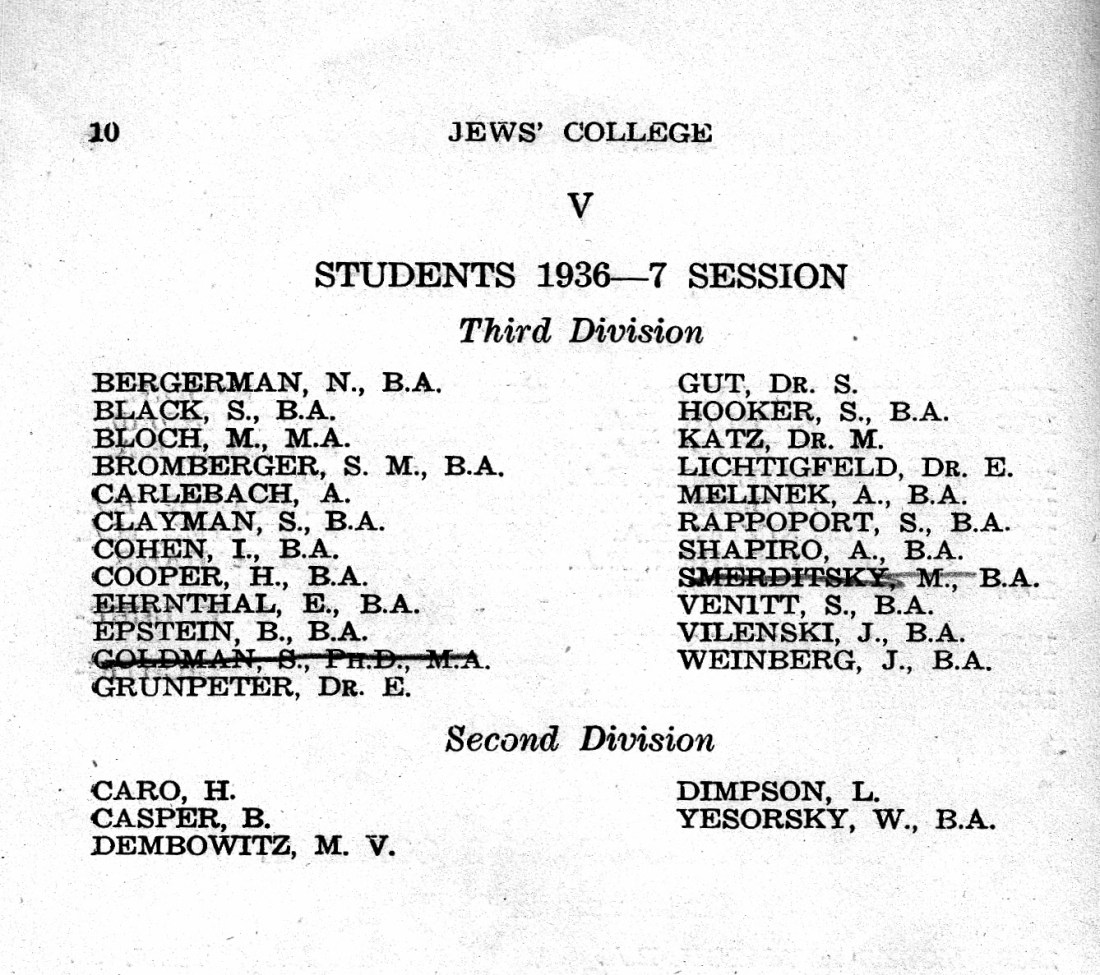 10 JEWS' COLLEGE
V
STUDENTS 1936—7 SESSION
Third Division
BERGERMAN, N., B.A.
BLACK, S., B.A.
BLOCH, M., M.A.
BROMBERGER, S. M., B.A.
CARLEBACH, A.
CLAYMAN, S., B.A.
COHEN, I., B.A.
COOPER, H., B.A.
EHRNTHAL, E., B.A.
EPSTEIN, B., B.A.
GOLDMAN, S., PH.D., M.A.
GRUNPETER, DR. E.
GUT, DR. S.
HOOKER, S., B.A.
KATZ, DR. M.
LICHTIGFELD, DR. E.
MELINEK, A., B.A.
RAPPOPORT, S., B.A.
SHAPIRO, A., B.A.
SMERDITSKY, M., B.A.
VENITT, S., B.A.
VILENSKI, J., B.A.
WEINBERG, J., B.A.
Second Division
CARO, H.
CASPER, B.
DEMBOWITZ, M. V.
DIMPSON, L.
YESORSKY, W., B.A.